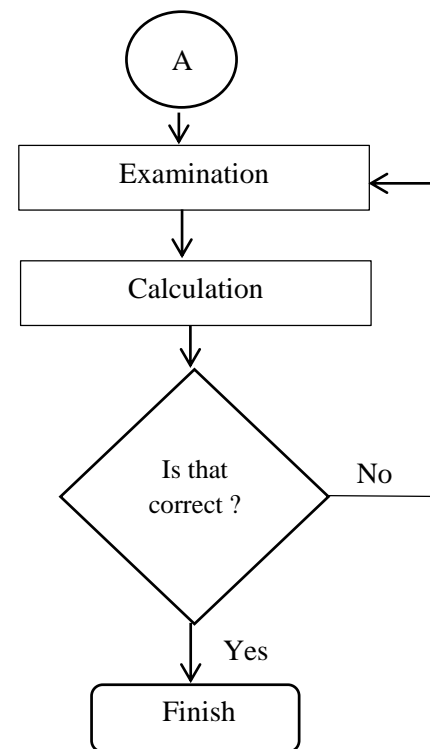 A
Examination
Calculation
Is that
correct ?
No
Yes
Finish